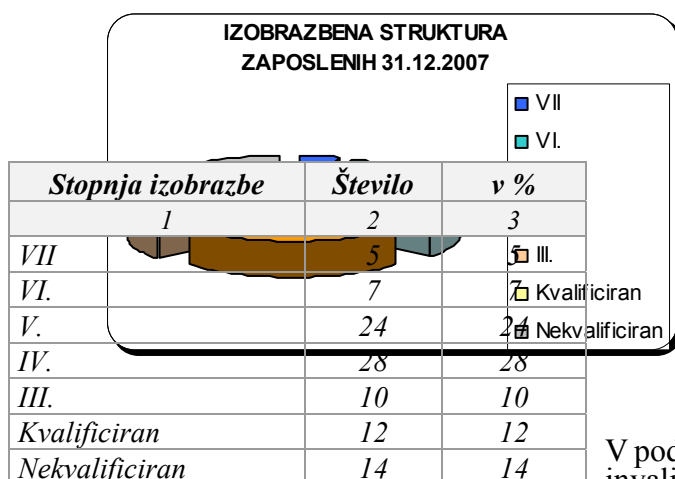 IZOBRAZBENA STRUKTURA
ZAPOSLENIH 31.12.2007
VII
VI.
III.
Kvalificiran
Nekvalificiran
Stopnja izobrazbe Število v %
1 2 3
VII 5 5
VI. 7 7
V. 24 24
IV. 28 28
III. 10 10
Kvalificiran 12 12
Nekvalificiran 14 14
V